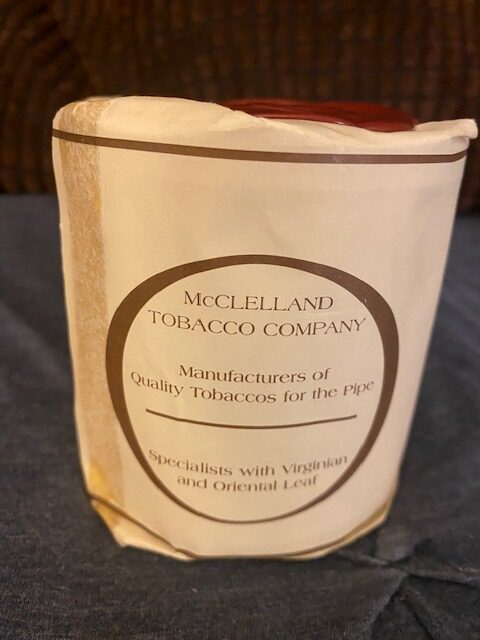 McCLELLAND
TOBACCO COMPANY
Manufacturers of
Quality Tobaccos for the Pipe
Specialists with Virginian
and Oriental Leaf